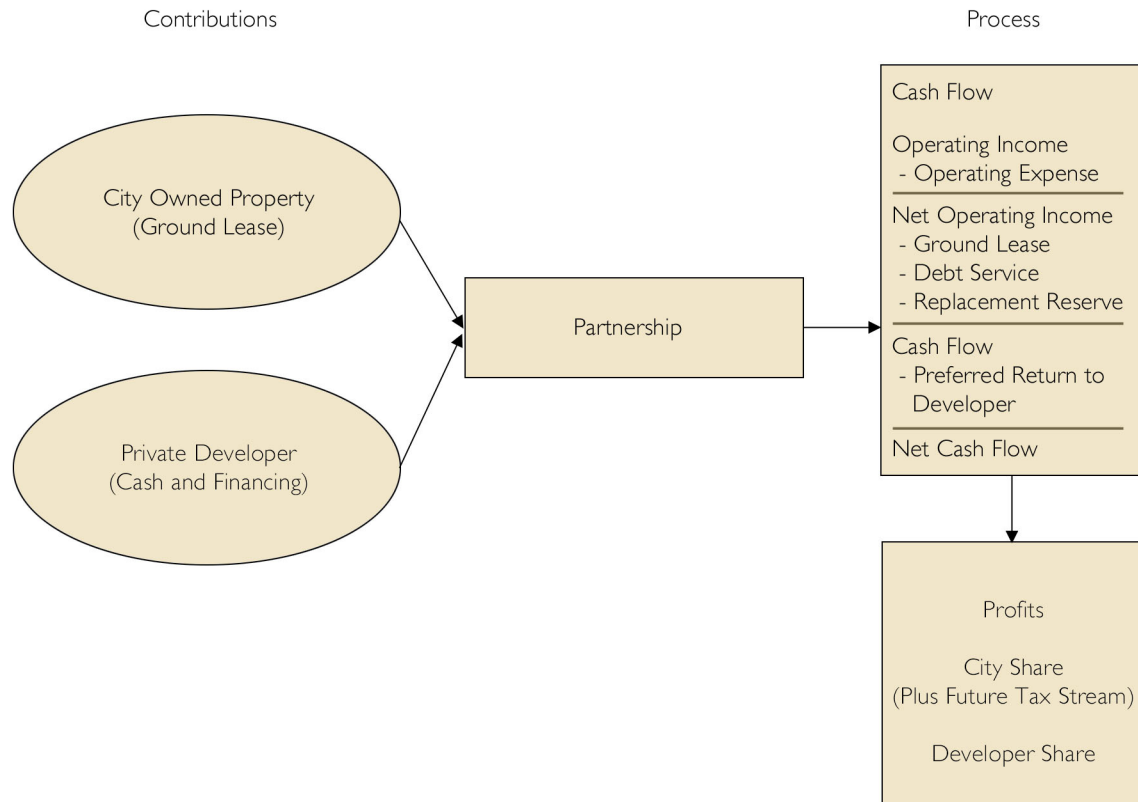 Contributions
Process
City Owned Property
(Ground Lease)
Private Developer
(Cash and Financing)
Partnership
Cash Flow
Operating Income
- Operating Expense
Net Operating Income
- Ground Lease
- Debt Service
- Replacement Reserve
Cash Flow
- Preferred Return to
Developer
Net Cash Flow
Profits
City Share
(Plus Future Tax Stream)
Developer Share